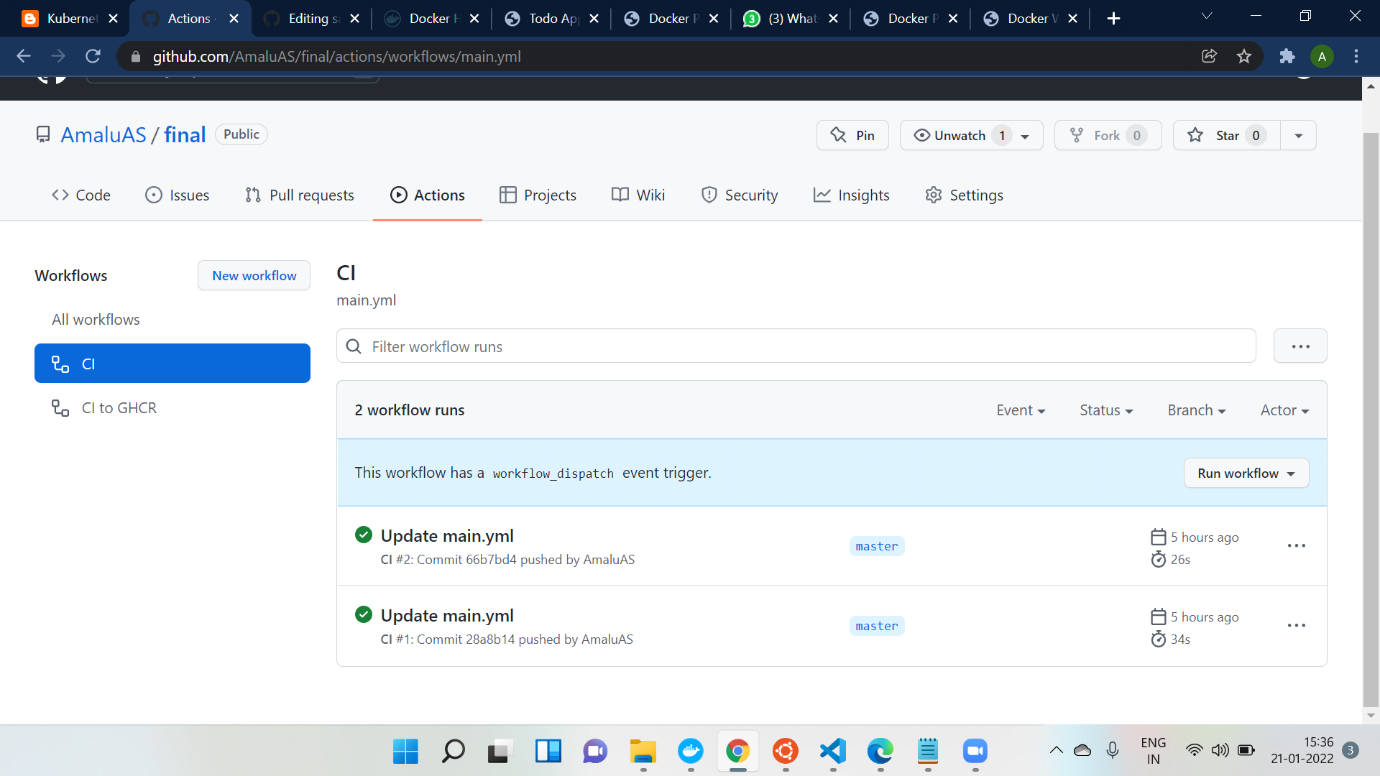 Kubernet
Actions -
Editing sa
Docker H
Todo App
Docker P
3
(3) Whats
Docker P
Docker V
github.com/AmaluAS/final/actions/workflows/main.yml
A
AmaluAS / final
Public
Pin
Unwatch 1
Fork 0
Star 0
Code
Issues
Pull requests
Actions
Projects
Wiki
Security
Insights
Settings
Workflows
New workflow
All workflows
CI
CI to GHCR
CI
main.yml
Filter workflow runs
2 workflow runs
Event
Status
Branch
Actor
This workflow has a workflow_dispatch event trigger.
Run workflow
Update main.yml
CI #2: Commit 66b7bd4 pushed by AmaluAS
master
5 hours ago
26s
Update main.yml
CI #1: Commit 28a8b14 pushed by AmaluAS
master
5 hours ago
34s
ENG
IN
15:36
21-01-2022
3